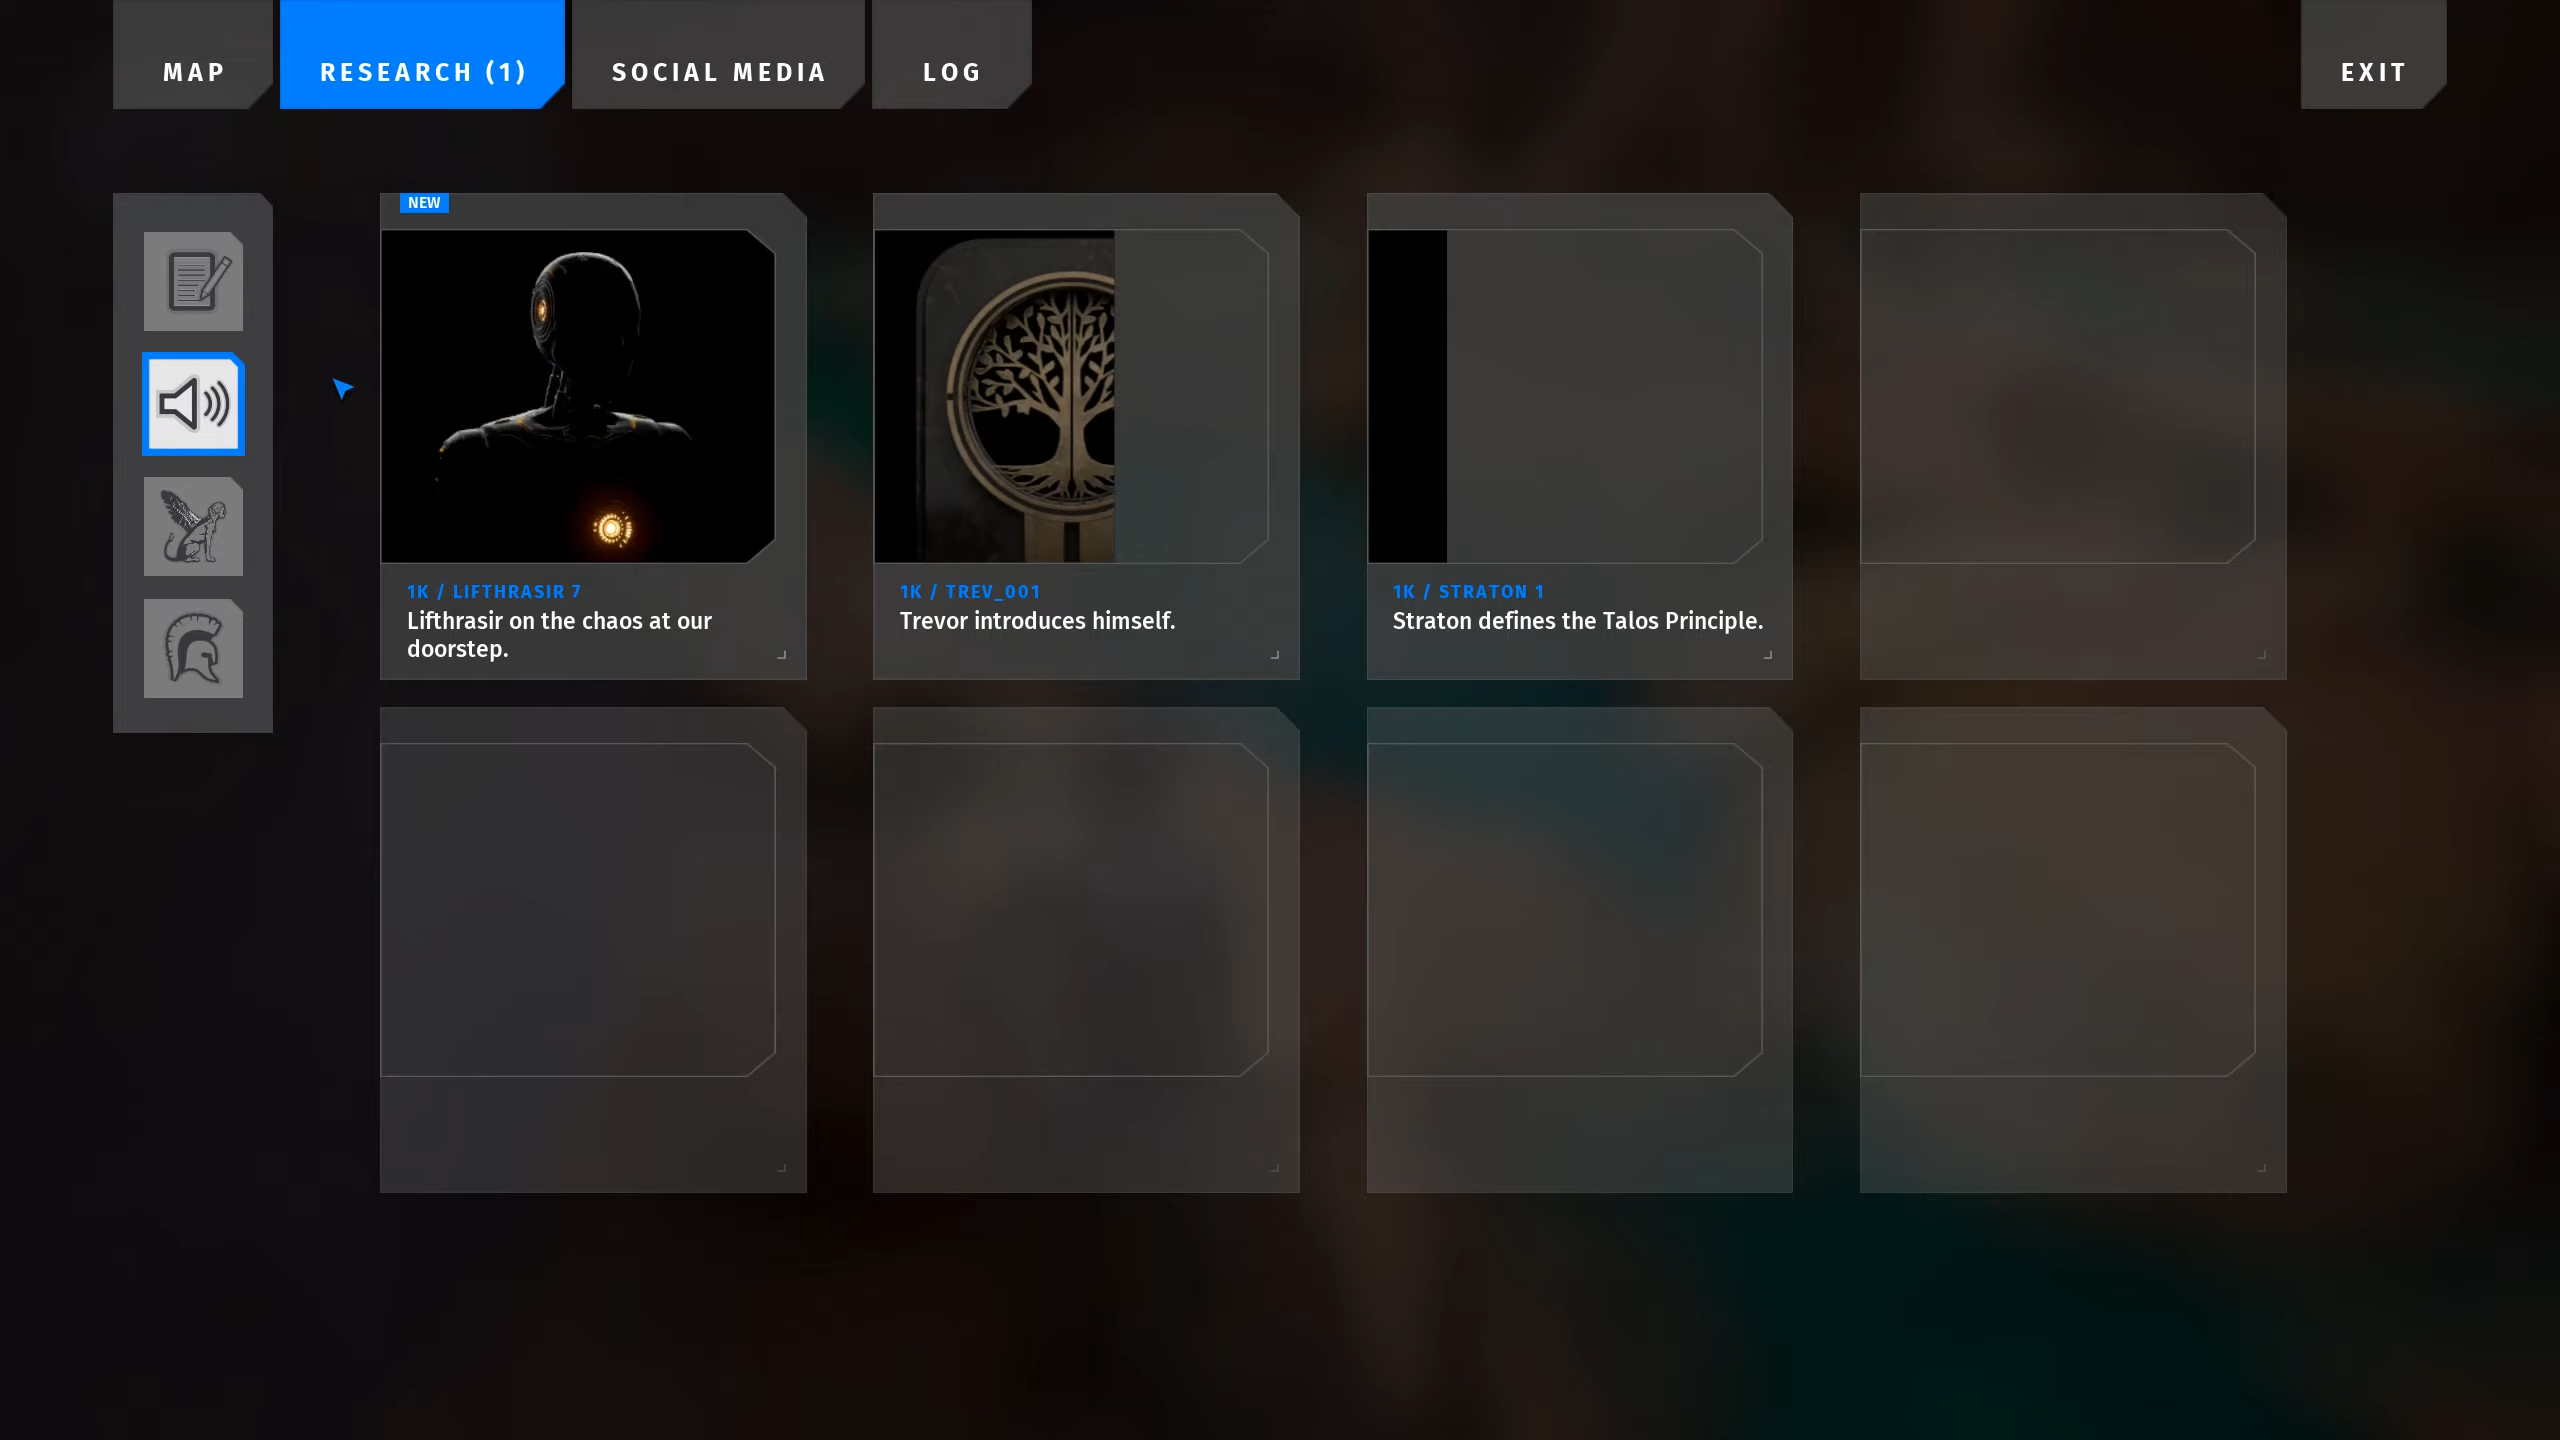 MAP
RESEARCH (1)
SOCIAL MEDIA
LOG
EXIT
NEW
1K / LIFTHRASIR 7
Lifthrasir on the chaos at our
doorstep.
1K / TREV_001
Trevor introduces himself.
1K / STRATON 1
Straton defines the Talos Principle.